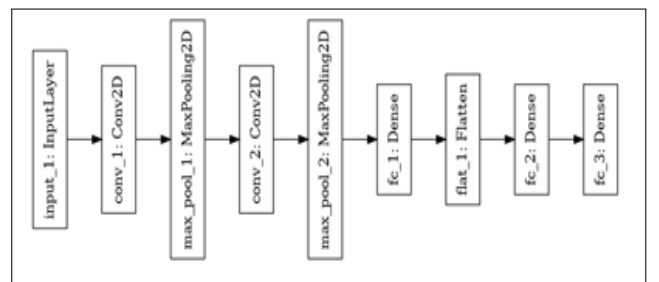 input_1: InputLayer
conv_1: Conv2D
max_pool_1: MaxPooling2D
conv_2: Conv2D
max_pool_2: MaxPooling2D
fc_1: Dense
flat_1: Flatten
fc_2: Dense
fc_3: Dense